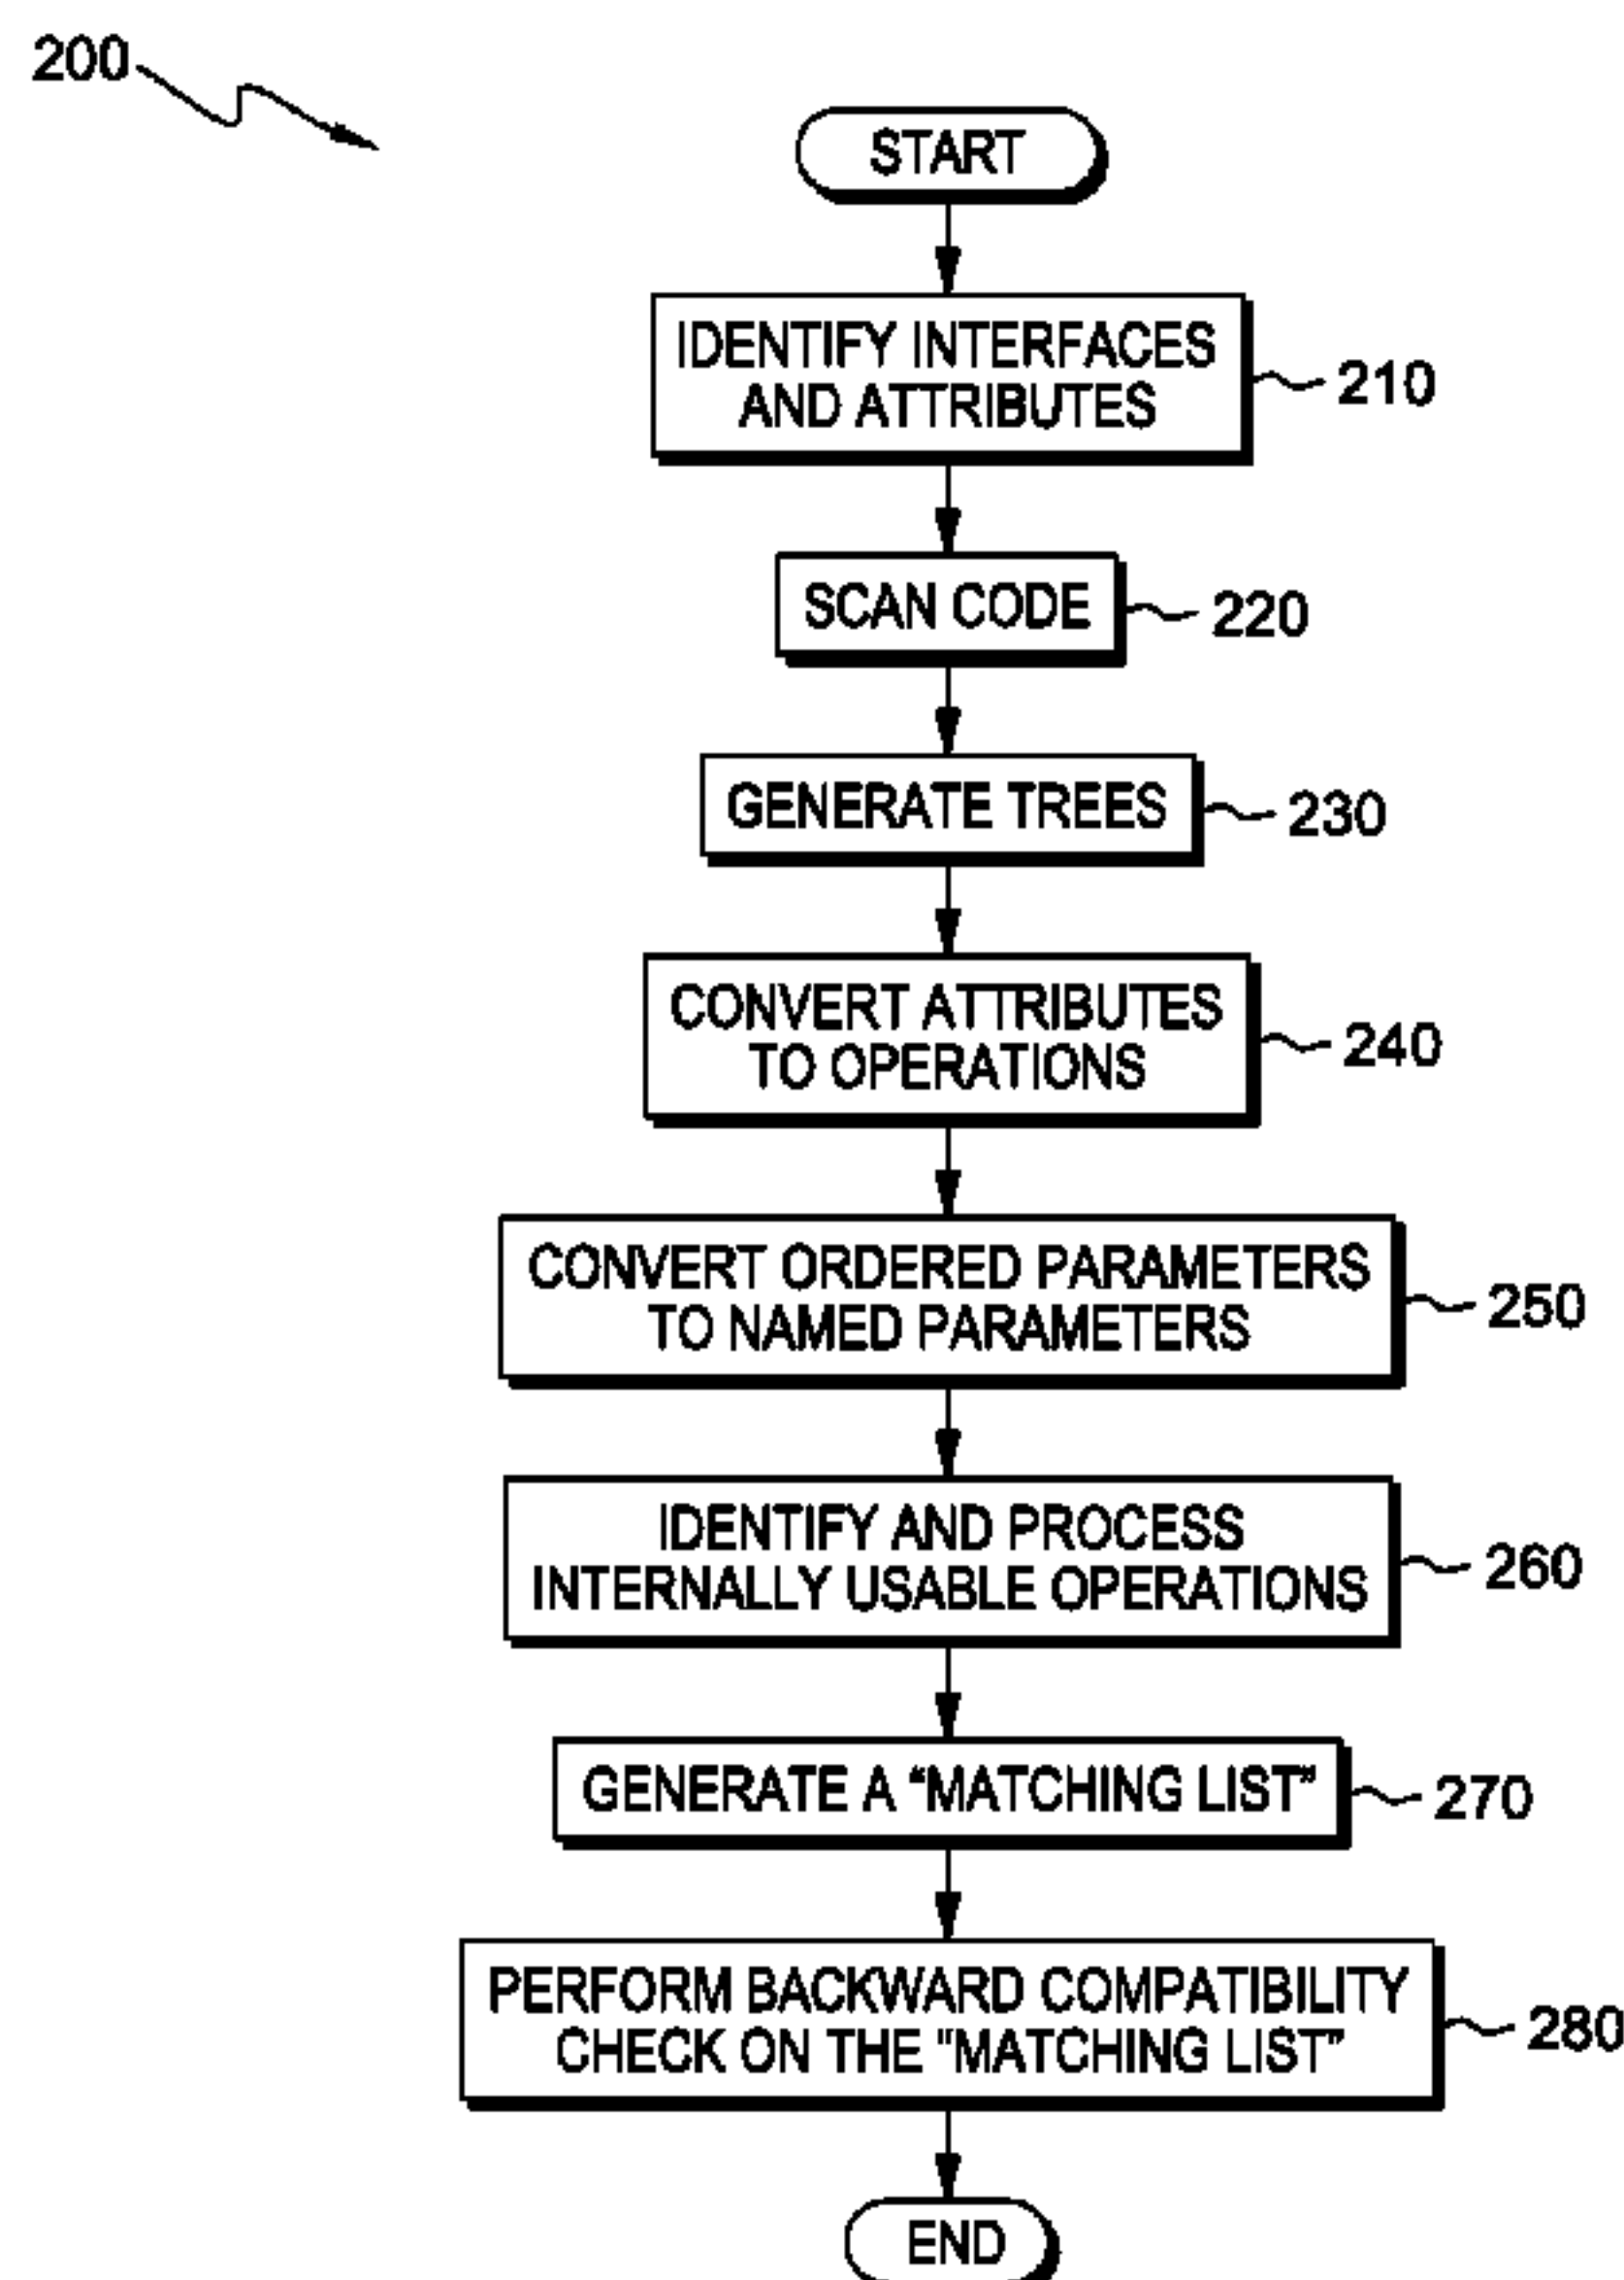 200
START
IDENTIFY INTERFACES
AND ATTRIBUTES
210
SCAN CODE
220
GENERATE TREES
230
CONVERT ATTRIBUTES
TO OPERATIONS
240
CONVERT ORDERED PARAMETERS
TO NAMED PARAMETERS
250
IDENTIFY AND PROCESS
INTERNALLY USABLE OPERATIONS
260
GENERATE A “MATCHING LIST”
270
PERFORM BACKWARD COMPATIBILITY
CHECK ON THE "MATCHING LIST”
280
END